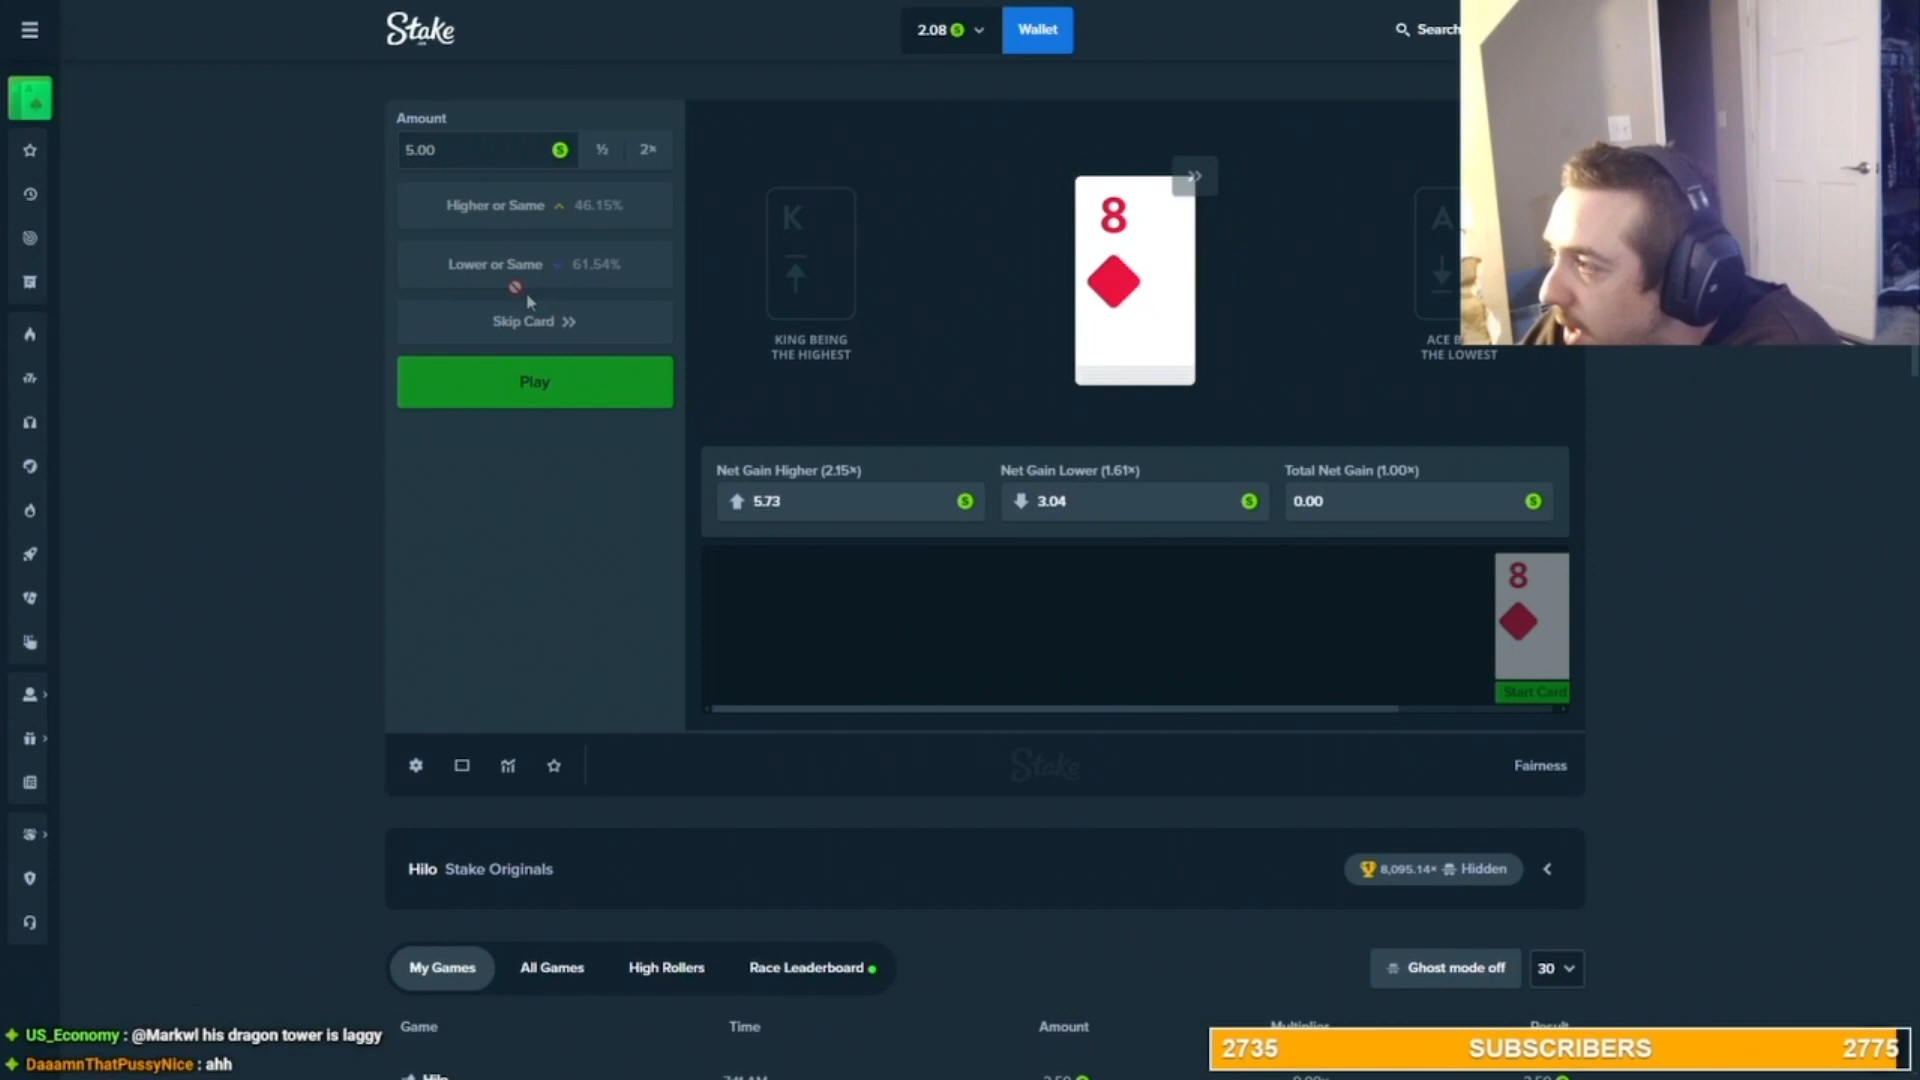 Stake
2.08
Wallet
Search
Amount
5.00
½
2×
Higher or Same 46.15%
Lower or Same 61.54%
Skip Card
Play
K
KING BEING
THE HIGHEST
8
A
THE LOWEST
Net Gain Higher (2.15×)
5.73
Net Gain Lower (1.61×)
3.04
Total Net Gain (1.00×)
0.00
8
Start Card
Stake
Fairness
Hilo Stake Originals
8,095.14× Hidden
My Games
All Games
High Rollers
Race Leaderboard
Ghost mode off
30
Game
Time
Amount
Multiplier
Result
US_Economy : @Markwl his dragon tower is laggy
DaaamnThatPussyNice : ahh
2735 SUBSCRIBERS 2775
Hilo